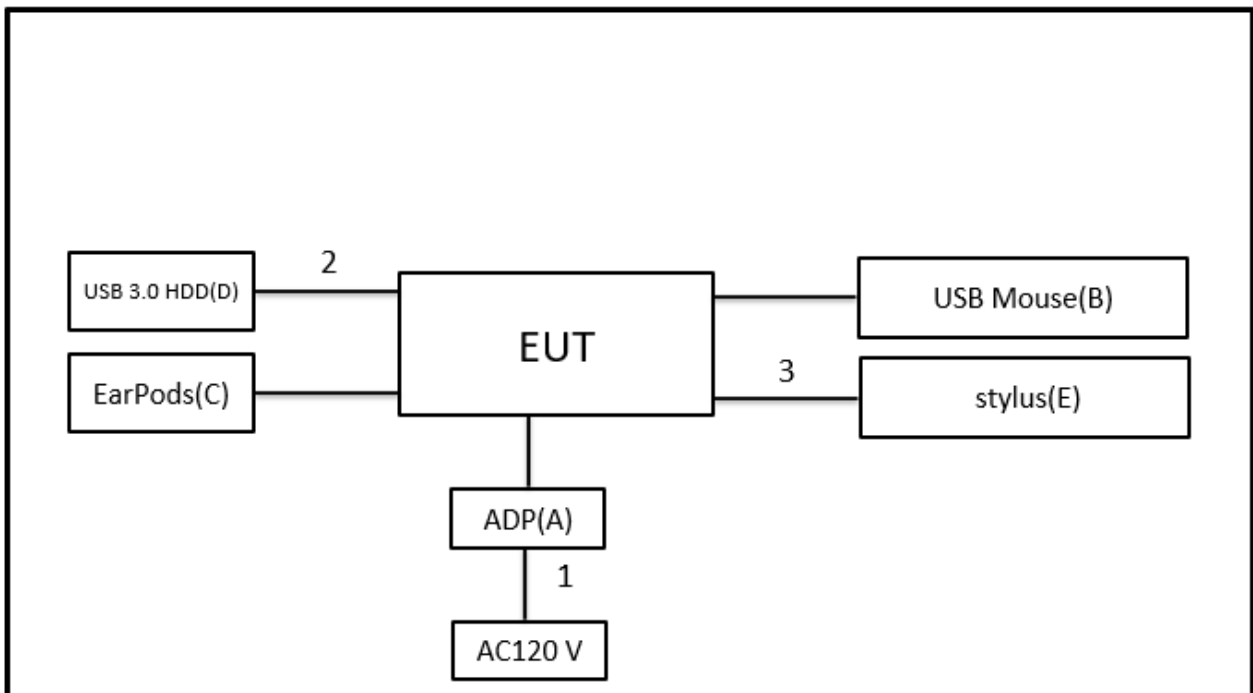 2
USB 3.0 HDD(D)
EUT
USB Mouse(B)
EarPods(C)
3
stylus(E)
ADP(A)
1
AC120 V